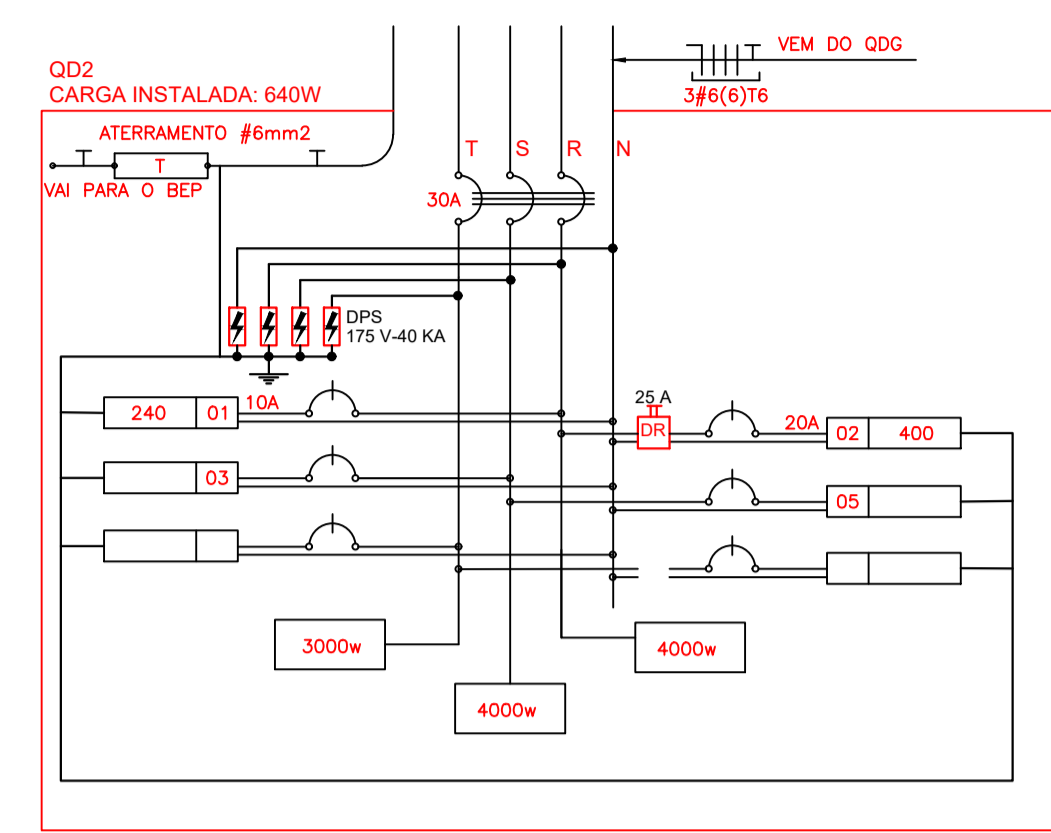 VEM DO QDG
3#6(6)T6
QD2
CARGA INSTALADA: 640W
ATERRAMENTO #6mm2
T
VAI PARA O BEP
T S R N
30A
DPS
175 V-40 KA
240 01 10A
25 A
DR
20A 02 400
03
05
3000w
4000w
4000w